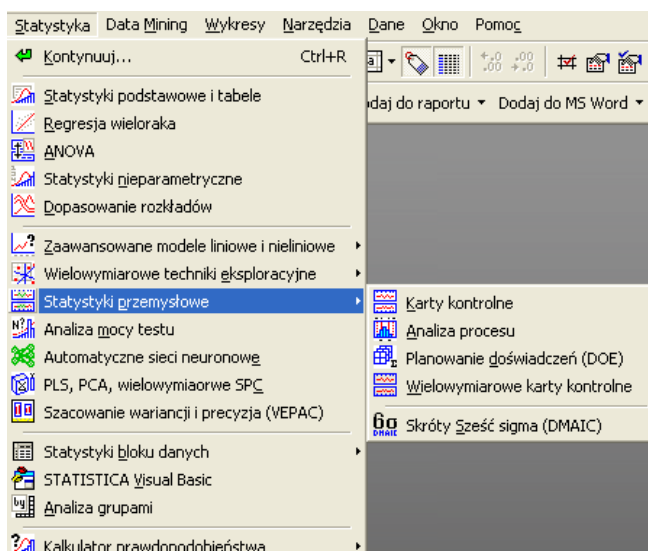 Statystyka Data Mining Wykresy Narzędzia Dane Okno Pomoc
Kontynuuj... Ctrl+R
Statystyki podstawowe i tabele
daj do raportu Dodaj do MS Word
Regresja wieloraka
ANOVA
Statystyki nieparametryczne
Dopasowanie rozkładów
Zaawansowane modele liniowe i nieliniowe
Wielowymiarowe techniki eksploracyjne
Statystyki przemysłowe
Karty kontrolne
Analiza mocy testu
Analiza procesu
Automatyczne sieci neuronowe
Planowanie doświadczeń (DOE)
PLS, PCA, wielowymiaorwe SPC
Wielowymiarowe karty kontrolne
Szacowanie wariancji i precyzja (VEPAC)
6σ DMAIC Skróty Sześć sigma (DMAIC)
Statystyki bloku danych
STATISTICA Visual Basic
Analiza grupami
Kalkulator prawdopodobieństwa